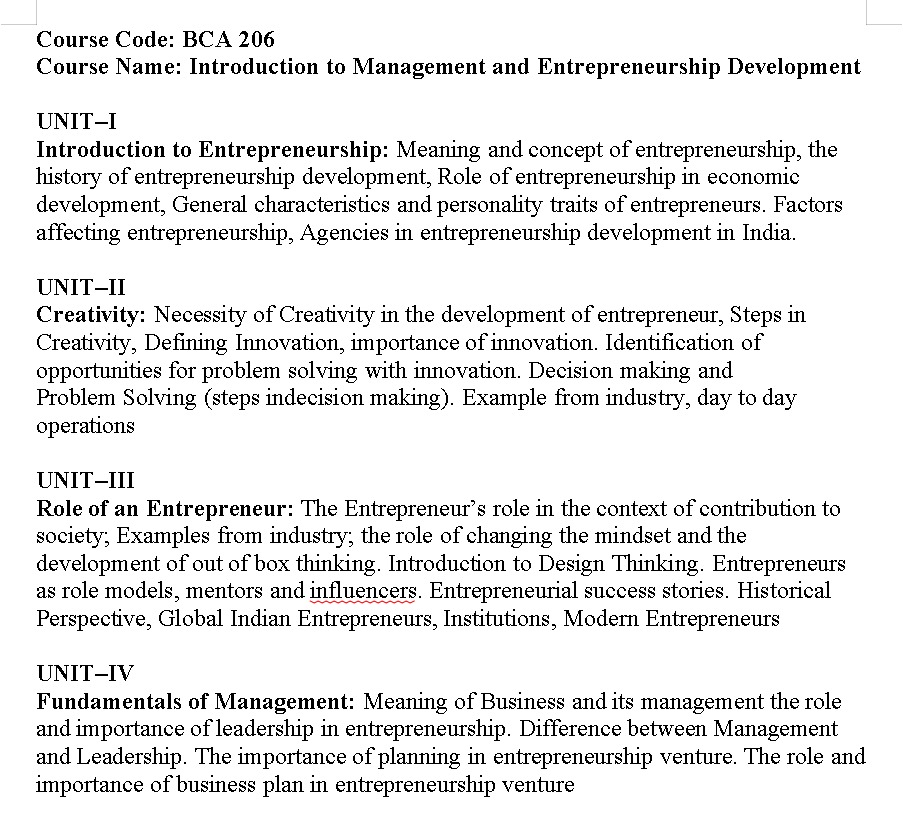 Course Code: BCA 206
Course Name: Introduction to Management and Entrepreneurship Development
UNIT–I
Introduction to Entrepreneurship: Meaning and concept of entrepreneurship, the
history of entrepreneurship development, Role of entrepreneurship in economic
development, General characteristics and personality traits of entrepreneurs. Factors
affecting entrepreneurship, Agencies in entrepreneurship development in India.
UNIT–II
Creativity: Necessity of Creativity in the development of entrepreneur, Steps in
Creativity, Defining Innovation, importance of innovation. Identification of
opportunities for problem solving with innovation. Decision making and
Problem Solving (steps indecision making). Example from industry, day to day
operations
UNIT–III
Role of an Entrepreneur: The Entrepreneur’s role in the context of contribution to
society; Examples from industry; the role of changing the mindset and the
development of out of box thinking. Introduction to Design Thinking. Entrepreneurs
as role models, mentors and influencers. Entrepreneurial success stories. Historical
Perspective, Global Indian Entrepreneurs, Institutions, Modern Entrepreneurs
UNIT–IV
Fundamentals of Management: Meaning of Business and its management the role
and importance of leadership in entrepreneurship. Difference between Management
and Leadership. The importance of planning in entrepreneurship venture. The role and
importance of business plan in entrepreneurship venture